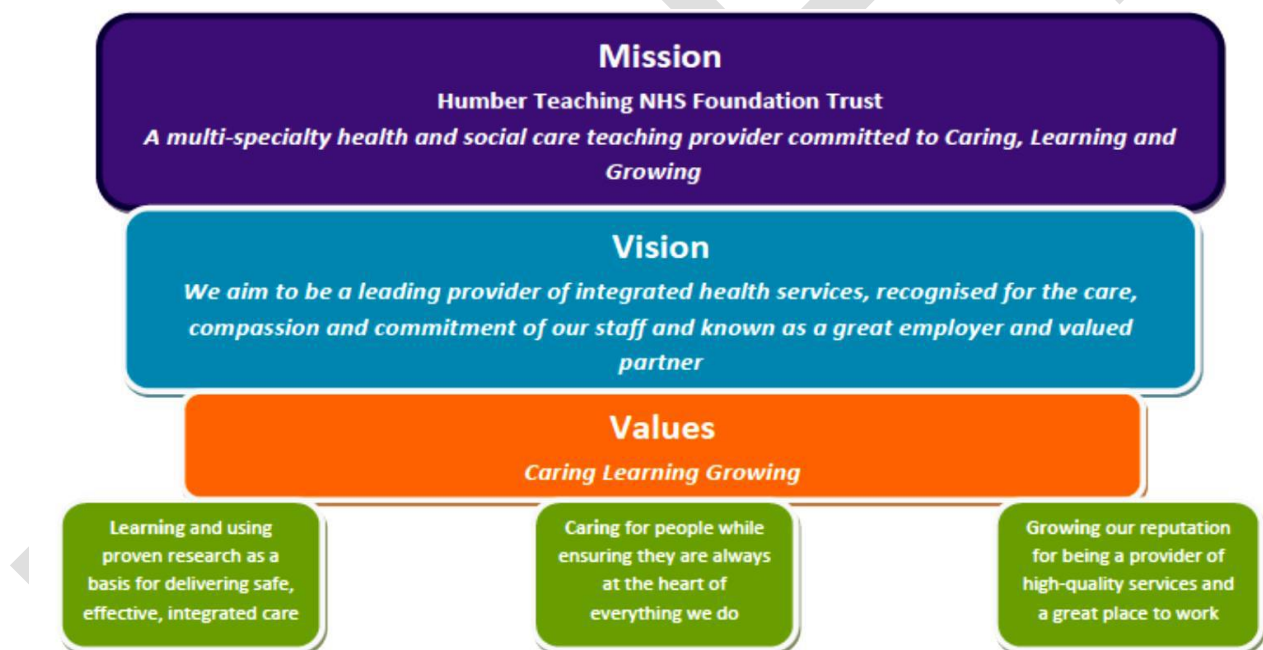 Mission
Humber Teaching NHS Foundation Trust
A multi-specialty health and social care teaching provider committed to Caring, Learning and
Growing
Vision
We aim to be a leading provider of integrated health services, recognised for the care,
compassion and commitment of our staff and known as a great employer and valued
partner
Values
Caring Learning Growing
Learning and using
proven research as a
basis for delivering safe,
effective, integrated care
Caring for people while
ensuring they are always
at the heart of
everything we do
Growing our reputation
for being a provider of
high-quality services and
a great place to work